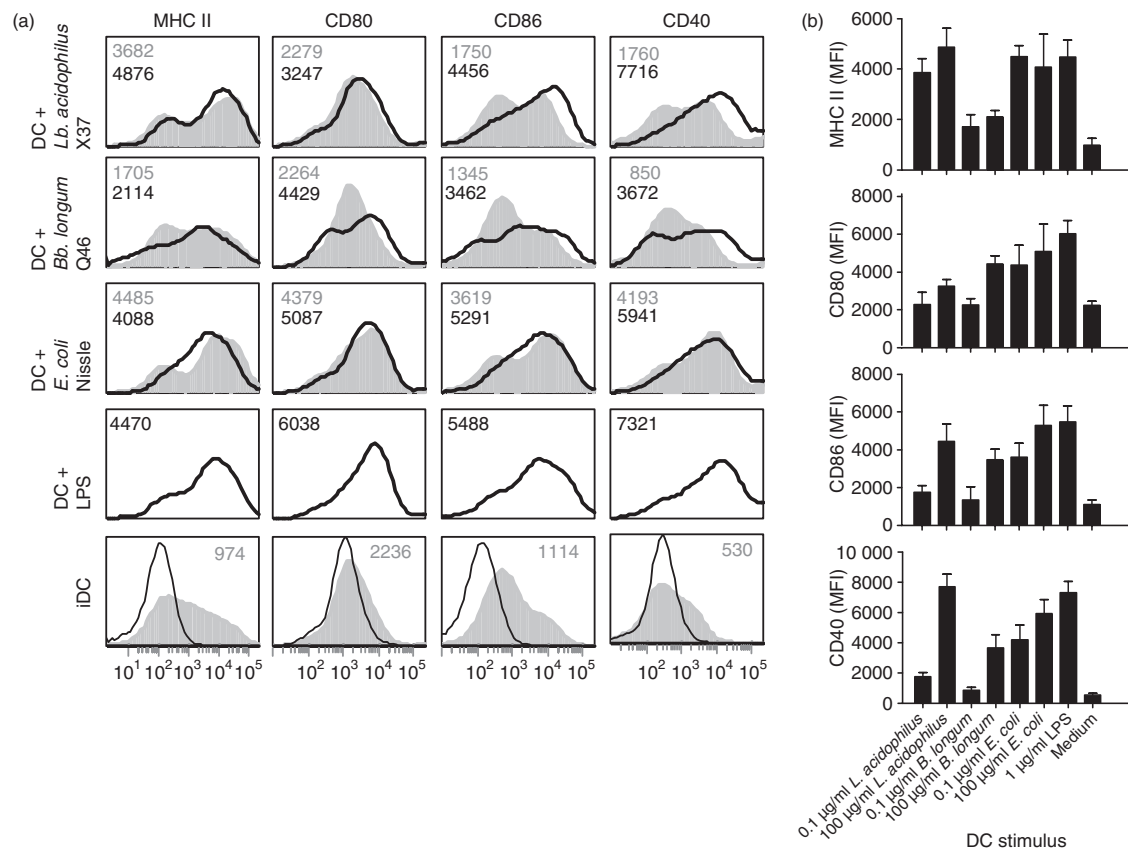 (a)
MHC II CD80 CD86 CD40
DC +
Lb. acidophilus
X37
3682 2279 1750 1760
4876 3247 4456 7716
DC +
Bb. longum
Q46
1705 2264 1345 850
2114 4429 3462 3672
DC +
E. coli
Nissle
4485 4379 3619 4193
4088 5087 5291 5941
DC +
LPS
4470 6038 5488 7321
iDC
974 2236 1114 530
10¹ 10² 10³ 10⁴ 10⁵ 10² 10³ 10⁴ 10⁵ 10² 10³ 10⁴ 10⁵ 10² 10³ 10⁴ 10⁵
(b)
MHC II (MFI)
6000
4000
2000
0
CD80 (MFI)
8000
6000
4000
2000
0
CD86 (MFI)
8000
6000
4000
2000
0
CD40 (MFI)
10 000
8000
6000
4000
2000
0
0.1 µg/ml L. acidophilus
100 µg/ml L. acidophilus
0.1 µg/ml B. longum
100 µg/ml B. longum
0.1 µg/ml E. coli
100 µg/ml E. coli
1 µg/ml LPS
Medium
DC stimulus